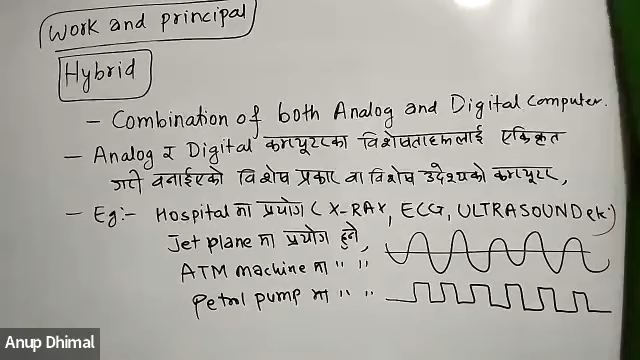 Work and principal
Hybrid
- Combination of both Analog and Digital computer.
- Analog र Digital कम्प्यूटरका विशेषताहरूलाई एकिकृत
गरी बनाईएको विशेष प्रकार वा विशेष उदेश्यको कम्प्यूटर,
- Eg:- Hospital मा प्रयोग ( X-RAX, ECG, ULTRASOUND etc)
Jet plane मा प्रयोग हुने,
ATM machine मा " "
Petrol pump मा " "
Anup Dhimal